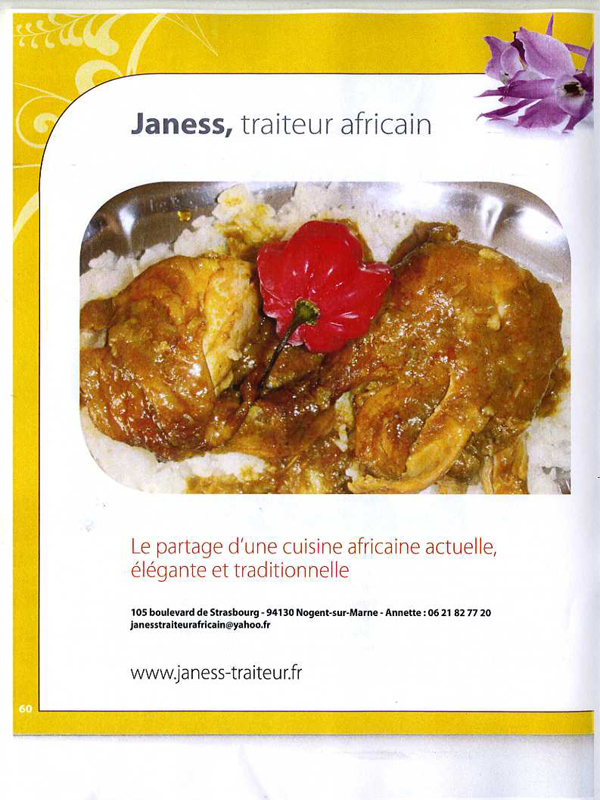 Janess, traiteur africain
Le partage d'une cuisine africaine actuelle,
élégante et traditionnelle
105 boulevard de Strasbourg - 94130 Nogent-sur-Marne - Annette : 06 21 82 77 20
janesstraiteurafricain@yahoo.fr
www.janess-traiteur.fr
60